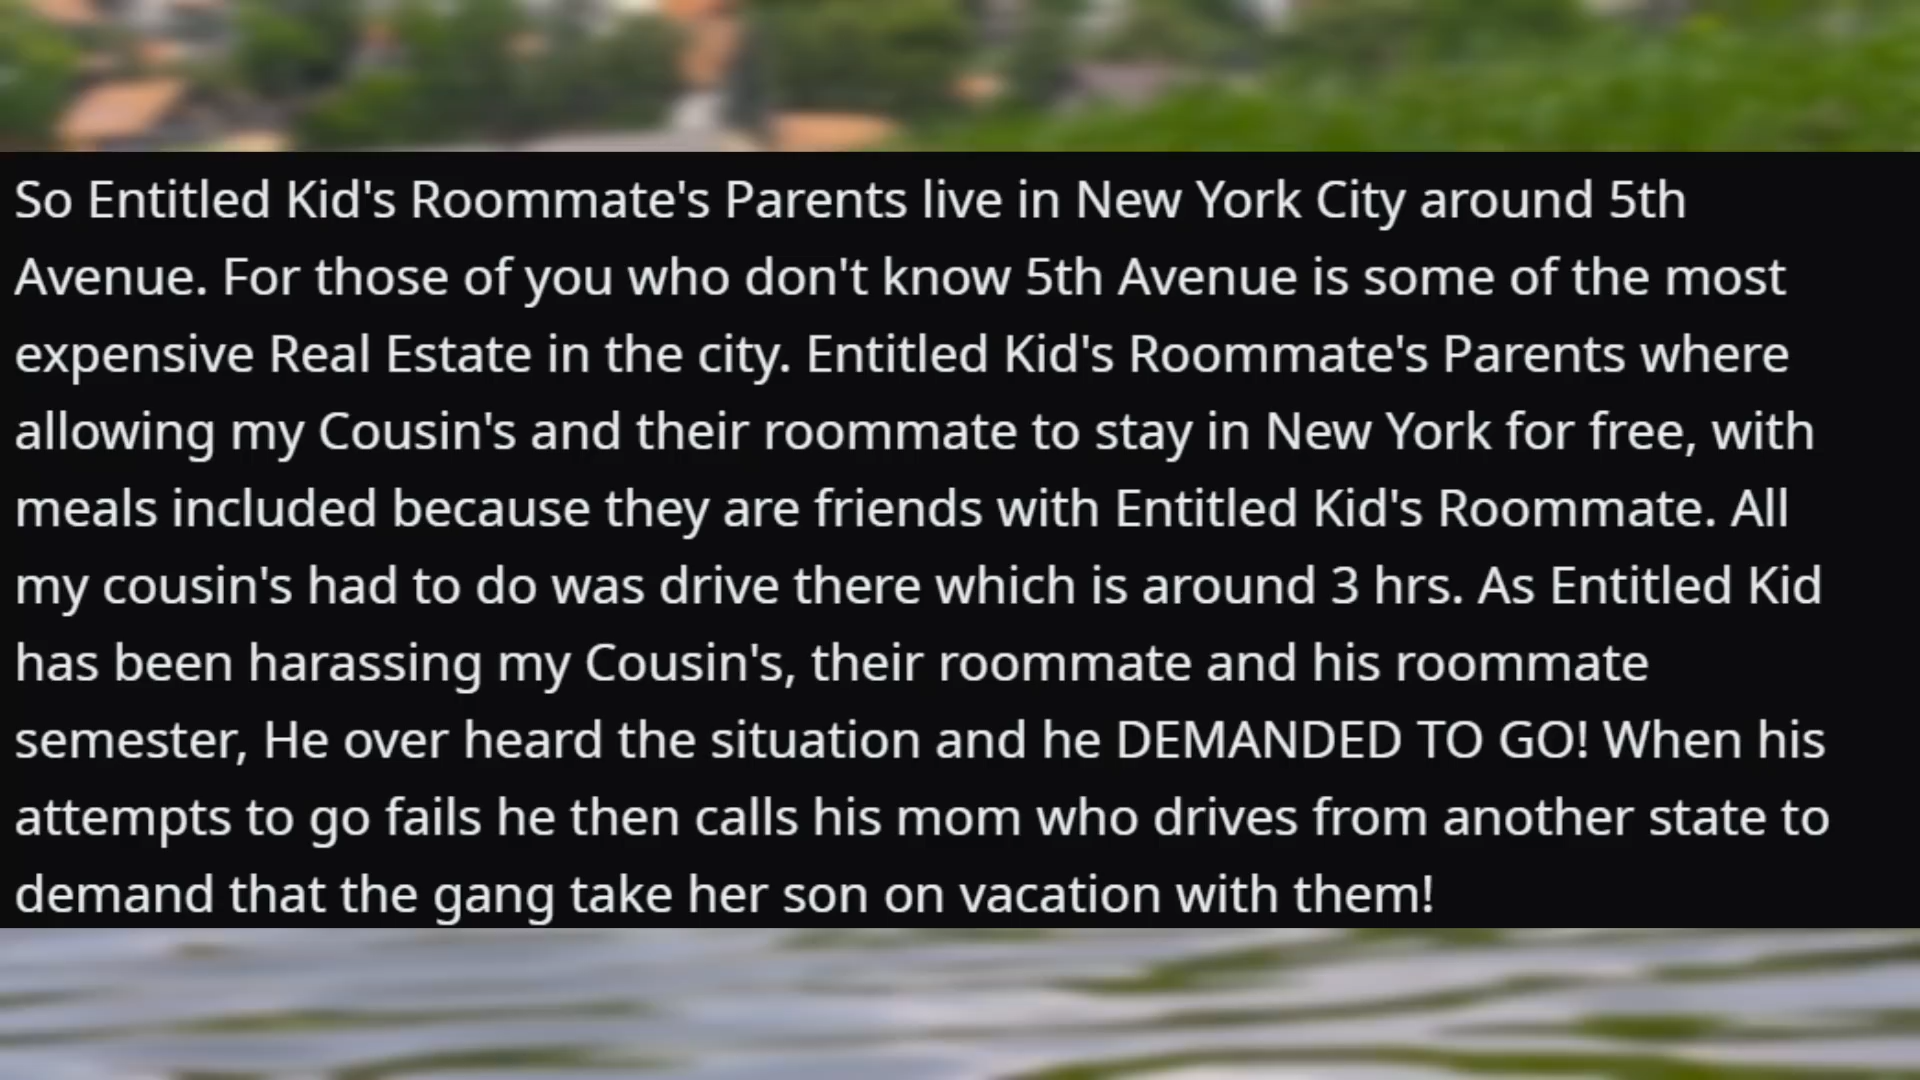 So Entitled Kid's Roommate's Parents live in New York City around 5th
Avenue. For those of you who don't know 5th Avenue is some of the most
expensive Real Estate in the city. Entitled Kid's Roommate's Parents where
allowing my Cousin's and their roommate to stay in New York for free, with
meals included because they are friends with Entitled Kid's Roommate. All
my cousin's had to do was drive there which is around 3 hrs. As Entitled Kid
has been harassing my Cousin's, their roommate and his roommate
semester, He over heard the situation and he DEMANDED TO GO! When his
attempts to go fails he then calls his mom who drives from another state to
demand that the gang take her son on vacation with them!